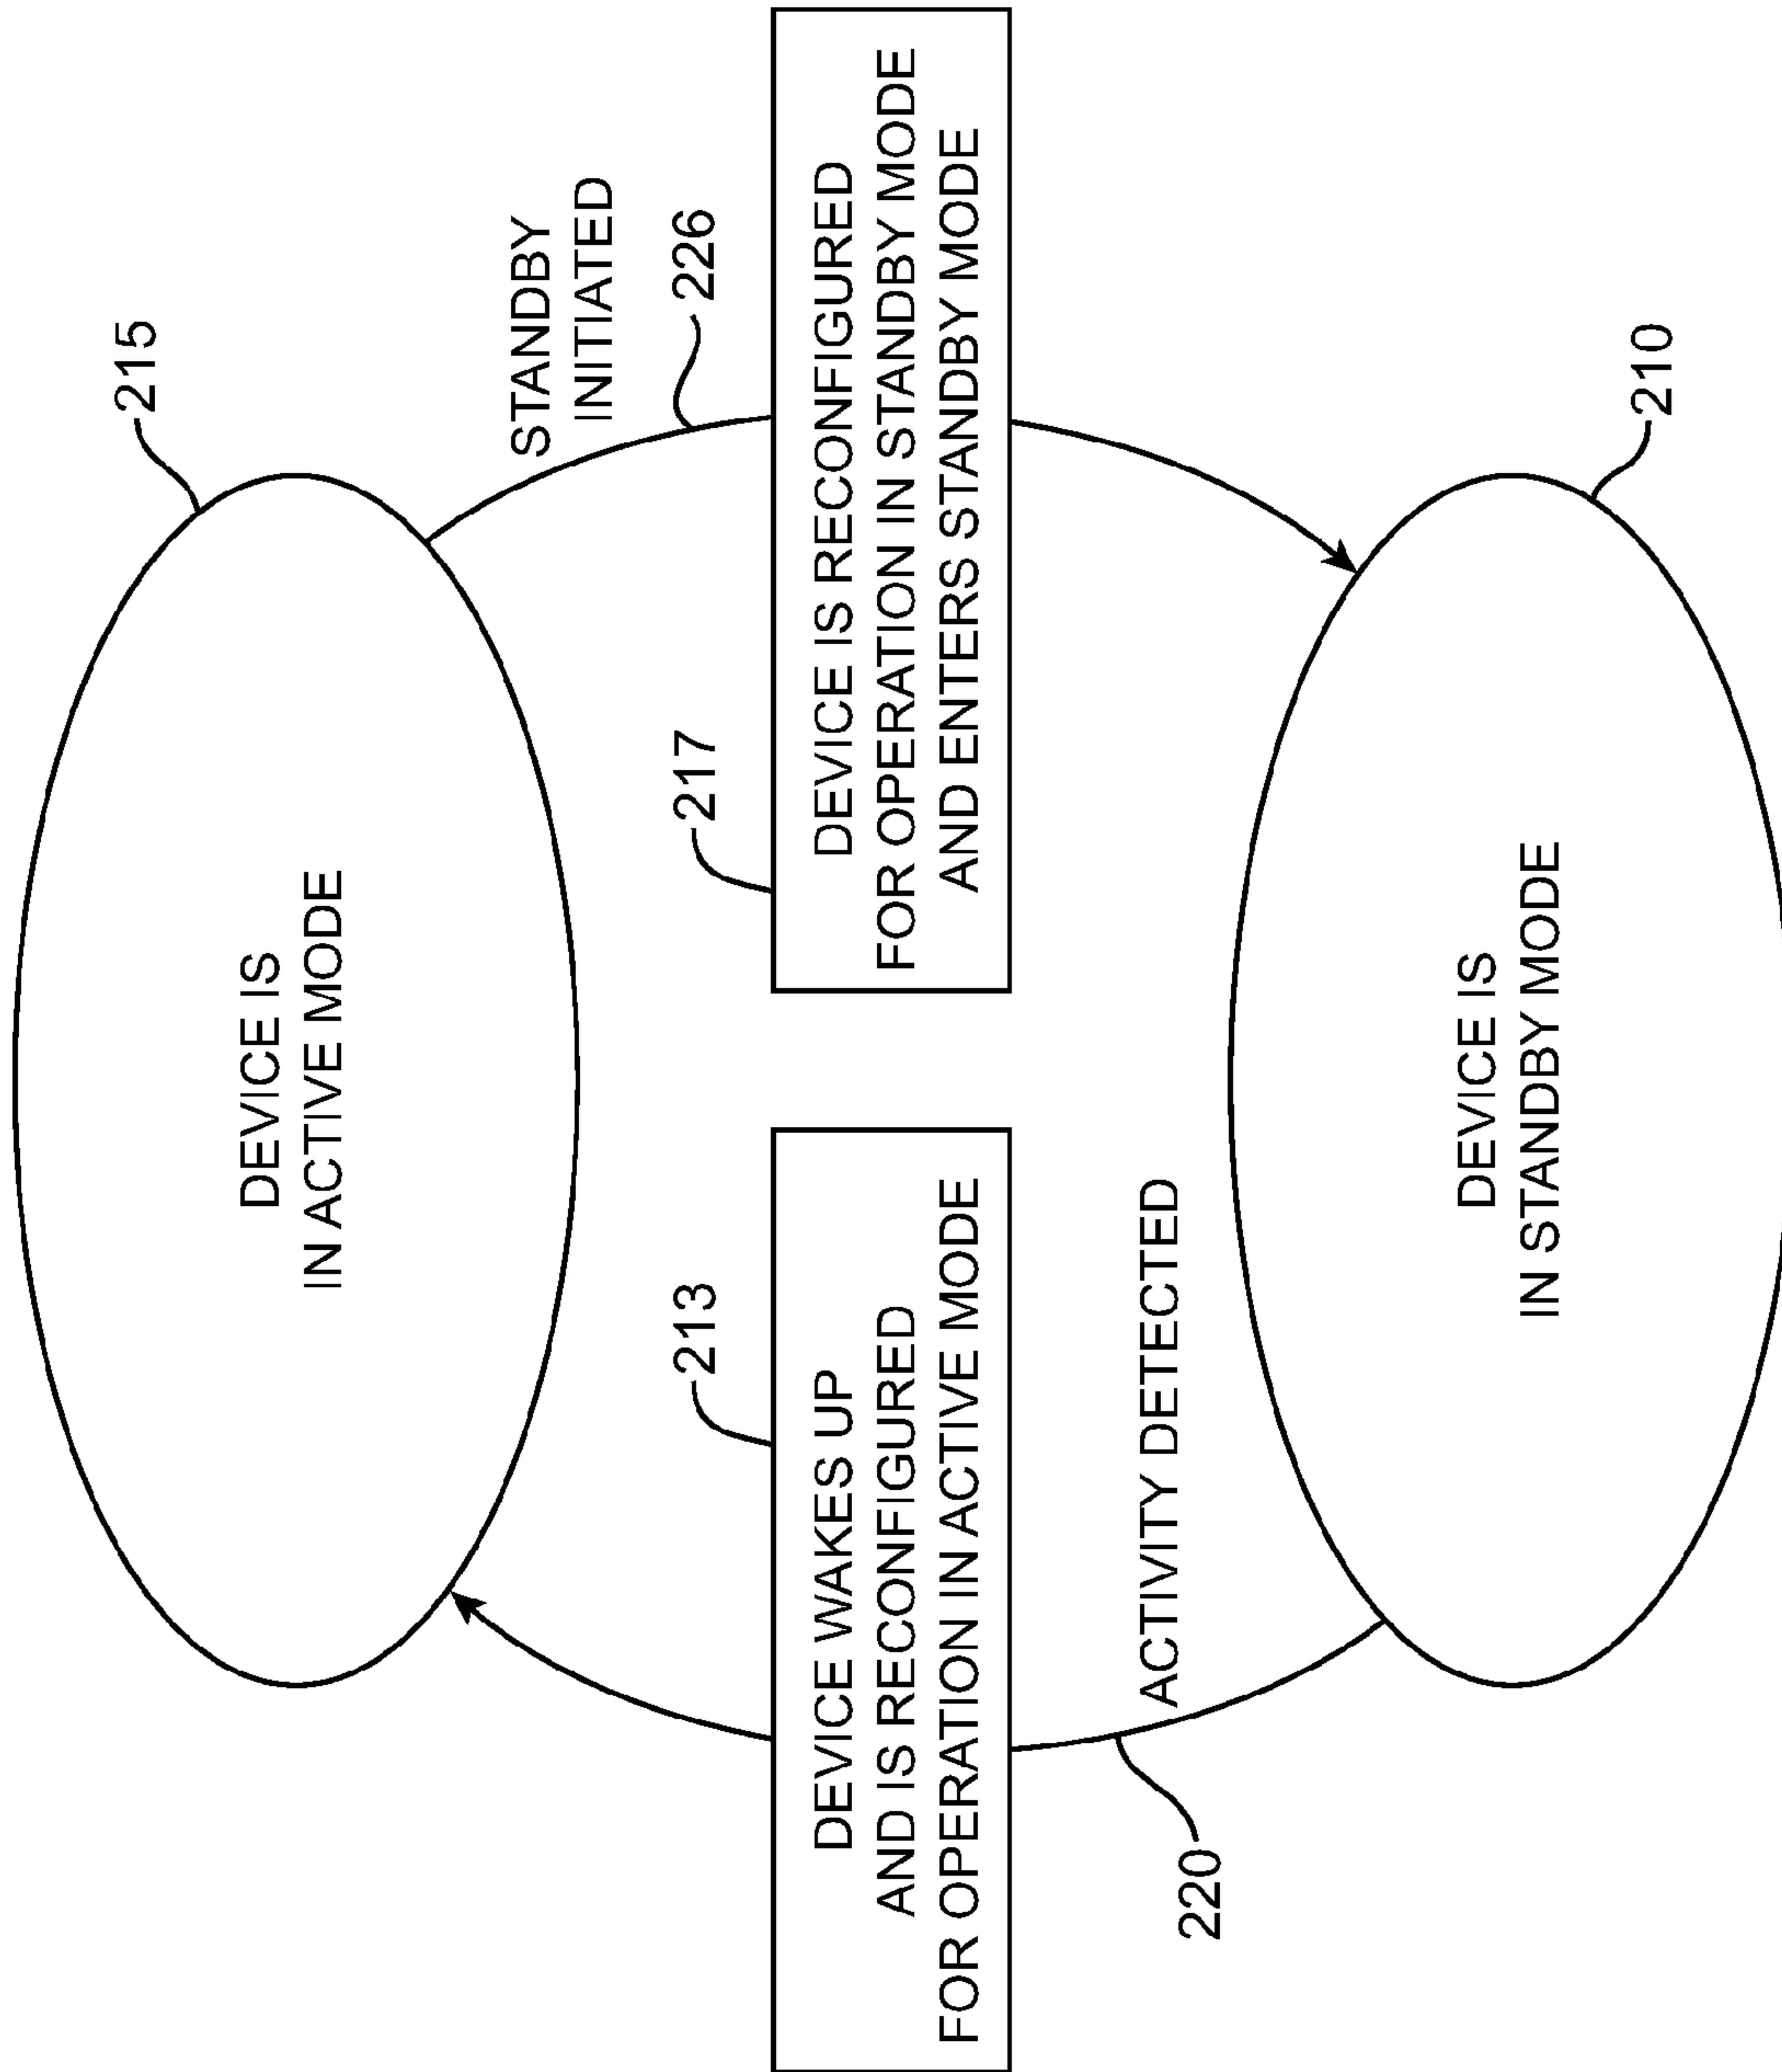 215
DEVICE IS
IN ACTIVE MODE
STANDBY
INITIATED
226
217
DEVICE IS RECONFIGURED
FOR OPERATION IN STANDBY MODE
AND ENTERS STANDBY MODE
213
DEVICE WAKES UP
AND IS RECONFIGURED
FOR OPERATION IN ACTIVE MODE
ACTIVITY DETECTED
220
210
DEVICE IS
IN STANDBY MODE